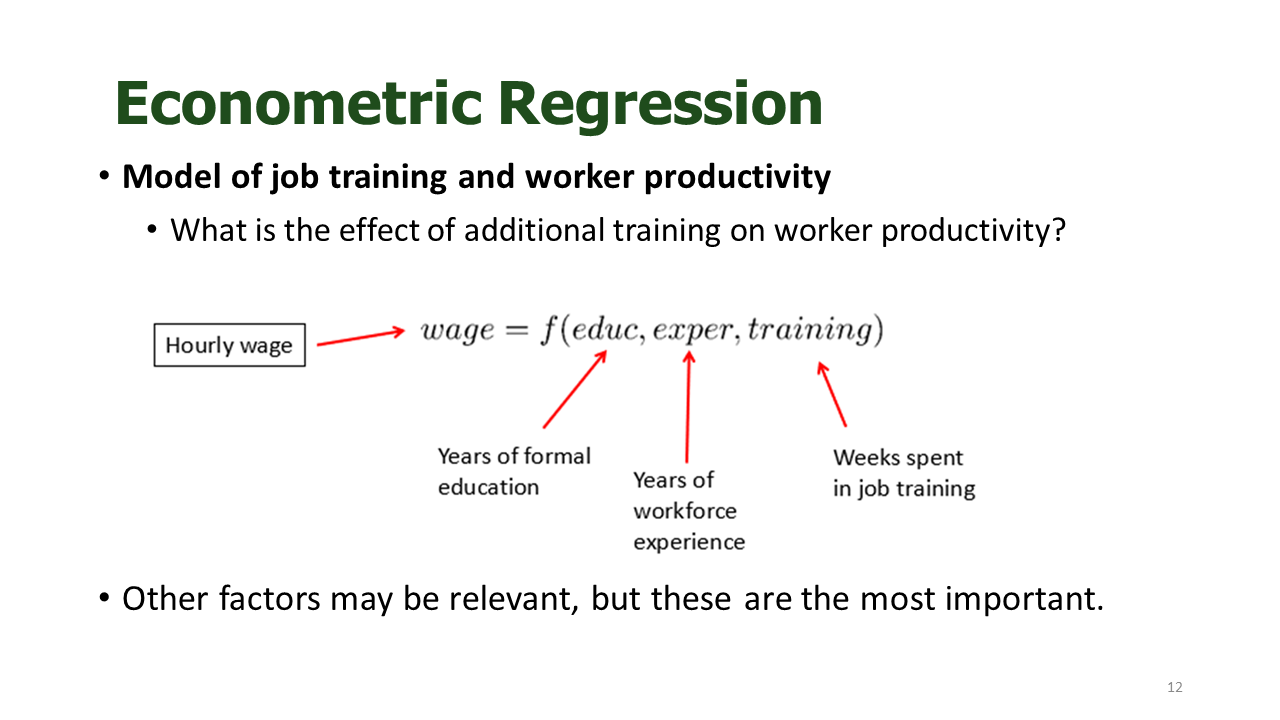 Econometric Regression
• Model of job training and worker productivity
• What is the effect of additional training on worker productivity?
Hourly wage
wage = f(educ, exper, training)
Years of formal
education
Years of
workforce
experience
Weeks spent
in job training
• Other factors may be relevant, but these are the most important.
12